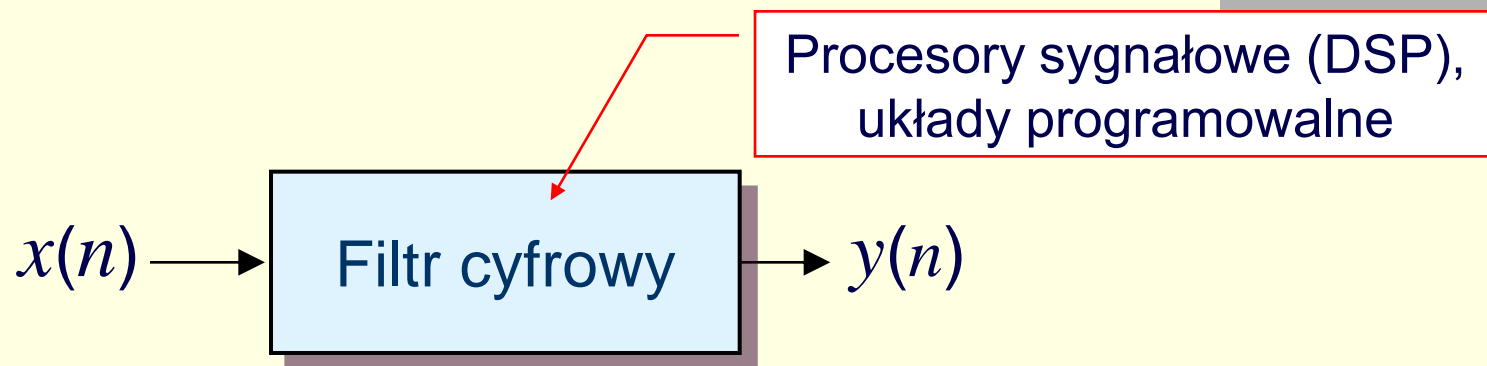 Procesory sygnałowe (DSP),
układy programowalne
x(n) Filtr cyfrowy y(n)